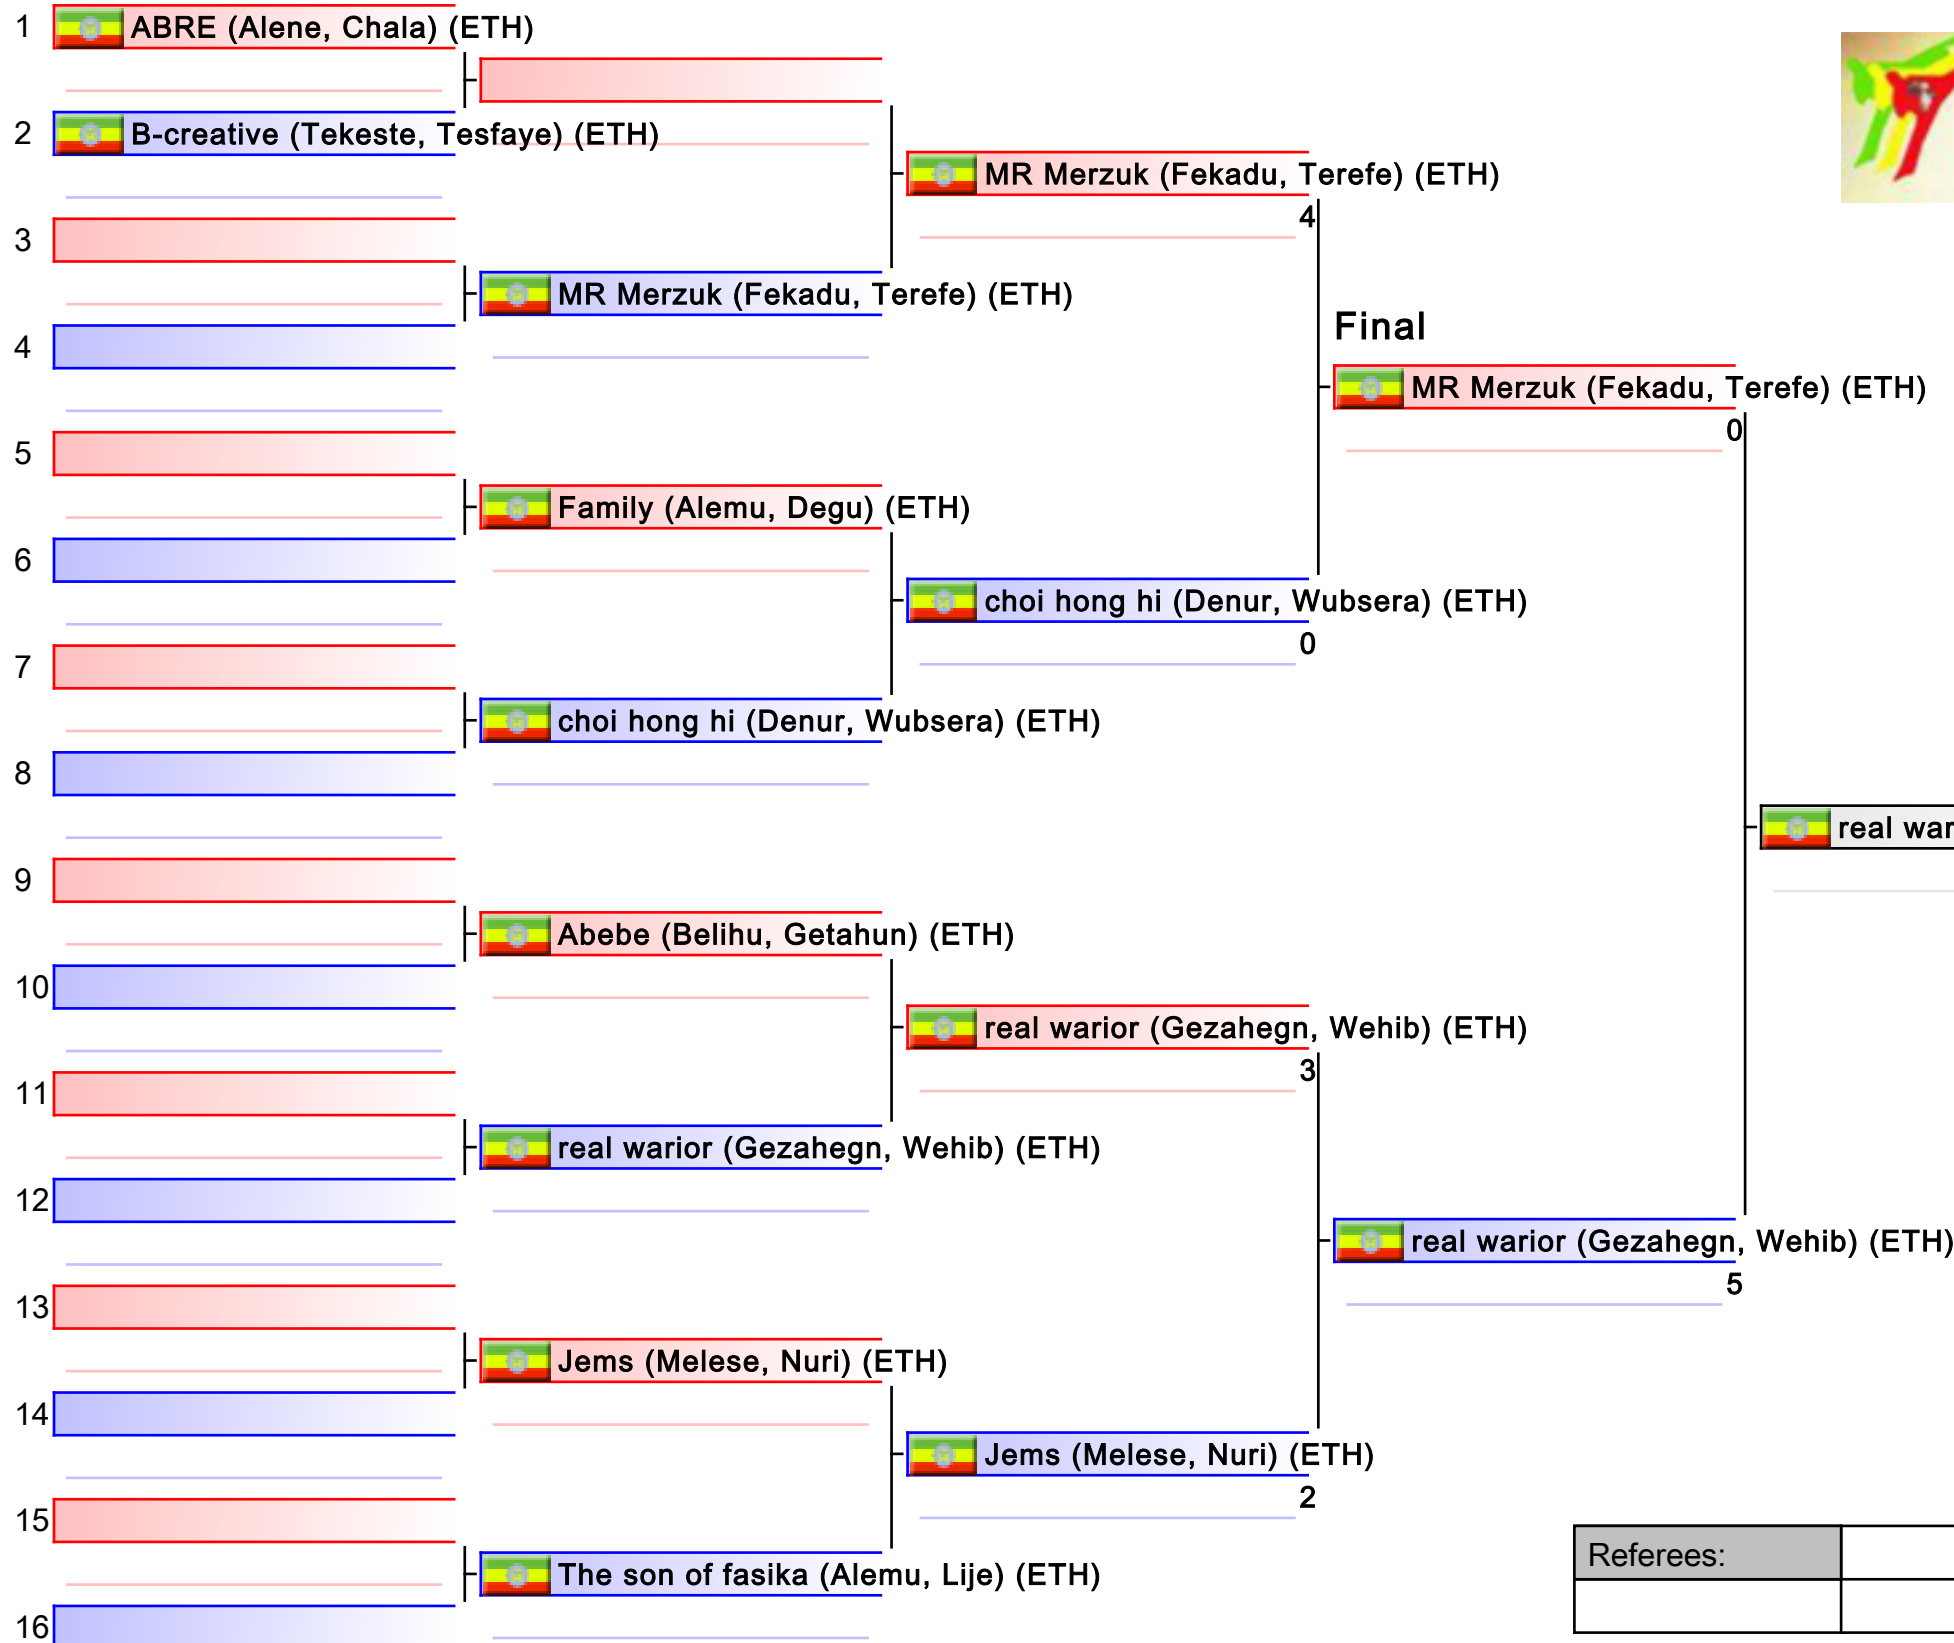 1 ABRE (Alene, Chala) (ETH)
2 B-creative (Tekeste, Tesfaye) (ETH)
MR Merzuk (Fekadu, Terefe) (ETH)
4
3
MR Merzuk (Fekadu, Terefe) (ETH)
4
Final
MR Merzuk (Fekadu, Terefe) (ETH)
0
5
Family (Alemu, Degu) (ETH)
6
choi hong hi (Denur, Wubsera) (ETH)
0
7
choi hong hi (Denur, Wubsera) (ETH)
8
real war
9
Abebe (Belihu, Getahun) (ETH)
10
real warior (Gezahegn, Wehib) (ETH)
3
11
real warior (Gezahegn, Wehib) (ETH)
12
real warior (Gezahegn, Wehib) (ETH)
5
13
Jems (Melese, Nuri) (ETH)
14
Jems (Melese, Nuri) (ETH)
2
15
The son of fasika (Alemu, Lije) (ETH)
16
Referees: